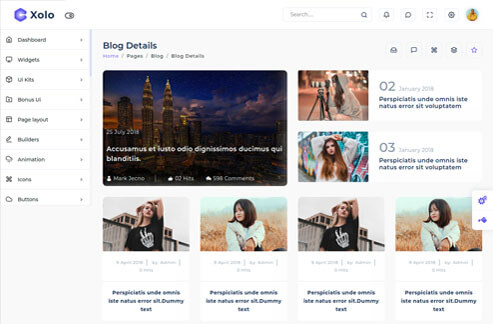 Xolo
Search...
Dashboard
Widgets
Ui Kits
Bonus Ui
Page layout
Builders
Animation
Icons
Buttons
Blog Details
Home / Pages / Blog / Blog Details
25 July 2018
Accusamus et iusto odio dignissimos ducimus qui
blanditiis.
Mark Jecno
02 Hits
598 Comments
02 January 2018
Perspiciatis unde omnis iste
natus error sit voluptatem
03 January 2018
Perspiciatis unde omnis iste
natus error sit voluptatem
9 April 2018 | by: Admin |
0 Hits
Perspiciatis unde omnis
iste natus error sit.Dummy
text
9 April 2018 | by: Admin |
0 Hits
Perspiciatis unde omnis
iste natus error sit.Dummy
text
9 April 2018 | by: Admin |
0 Hits
Perspiciatis unde omnis
iste natus error sit.Dummy
text
9 April 2018 | by: Admin |
0 Hits
Perspiciatis unde omnis
iste natus error sit.Dummy
text